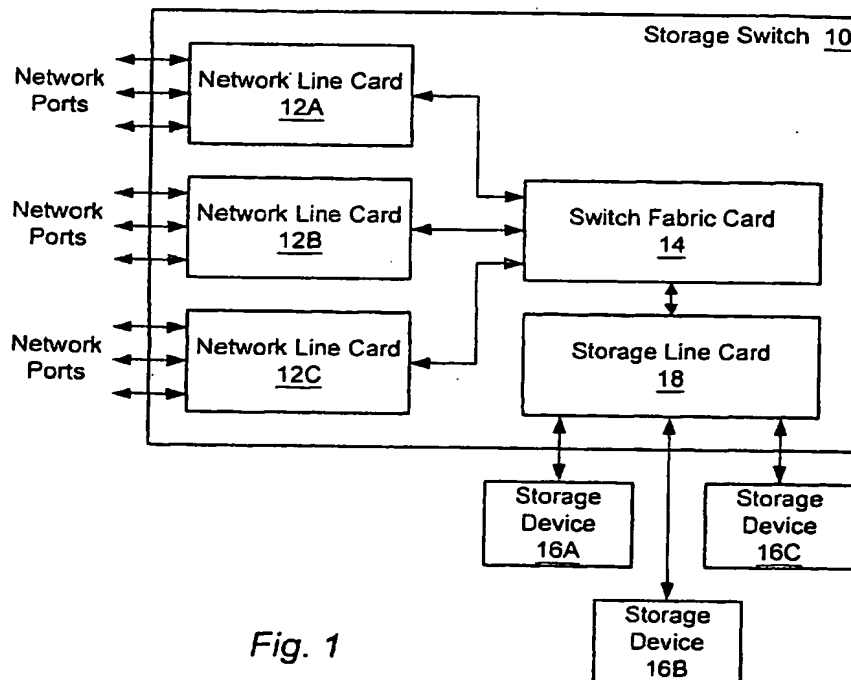 Storage Switch 10
Network
Ports
Network Line Card
12A
Network
Ports
Network Line Card
12B
Switch Fabric Card
14
Network
Ports
Network Line Card
12C
Storage Line Card
18
Storage
Device
16A
Storage
Device
16C
Storage
Device
16B
Fig. 1